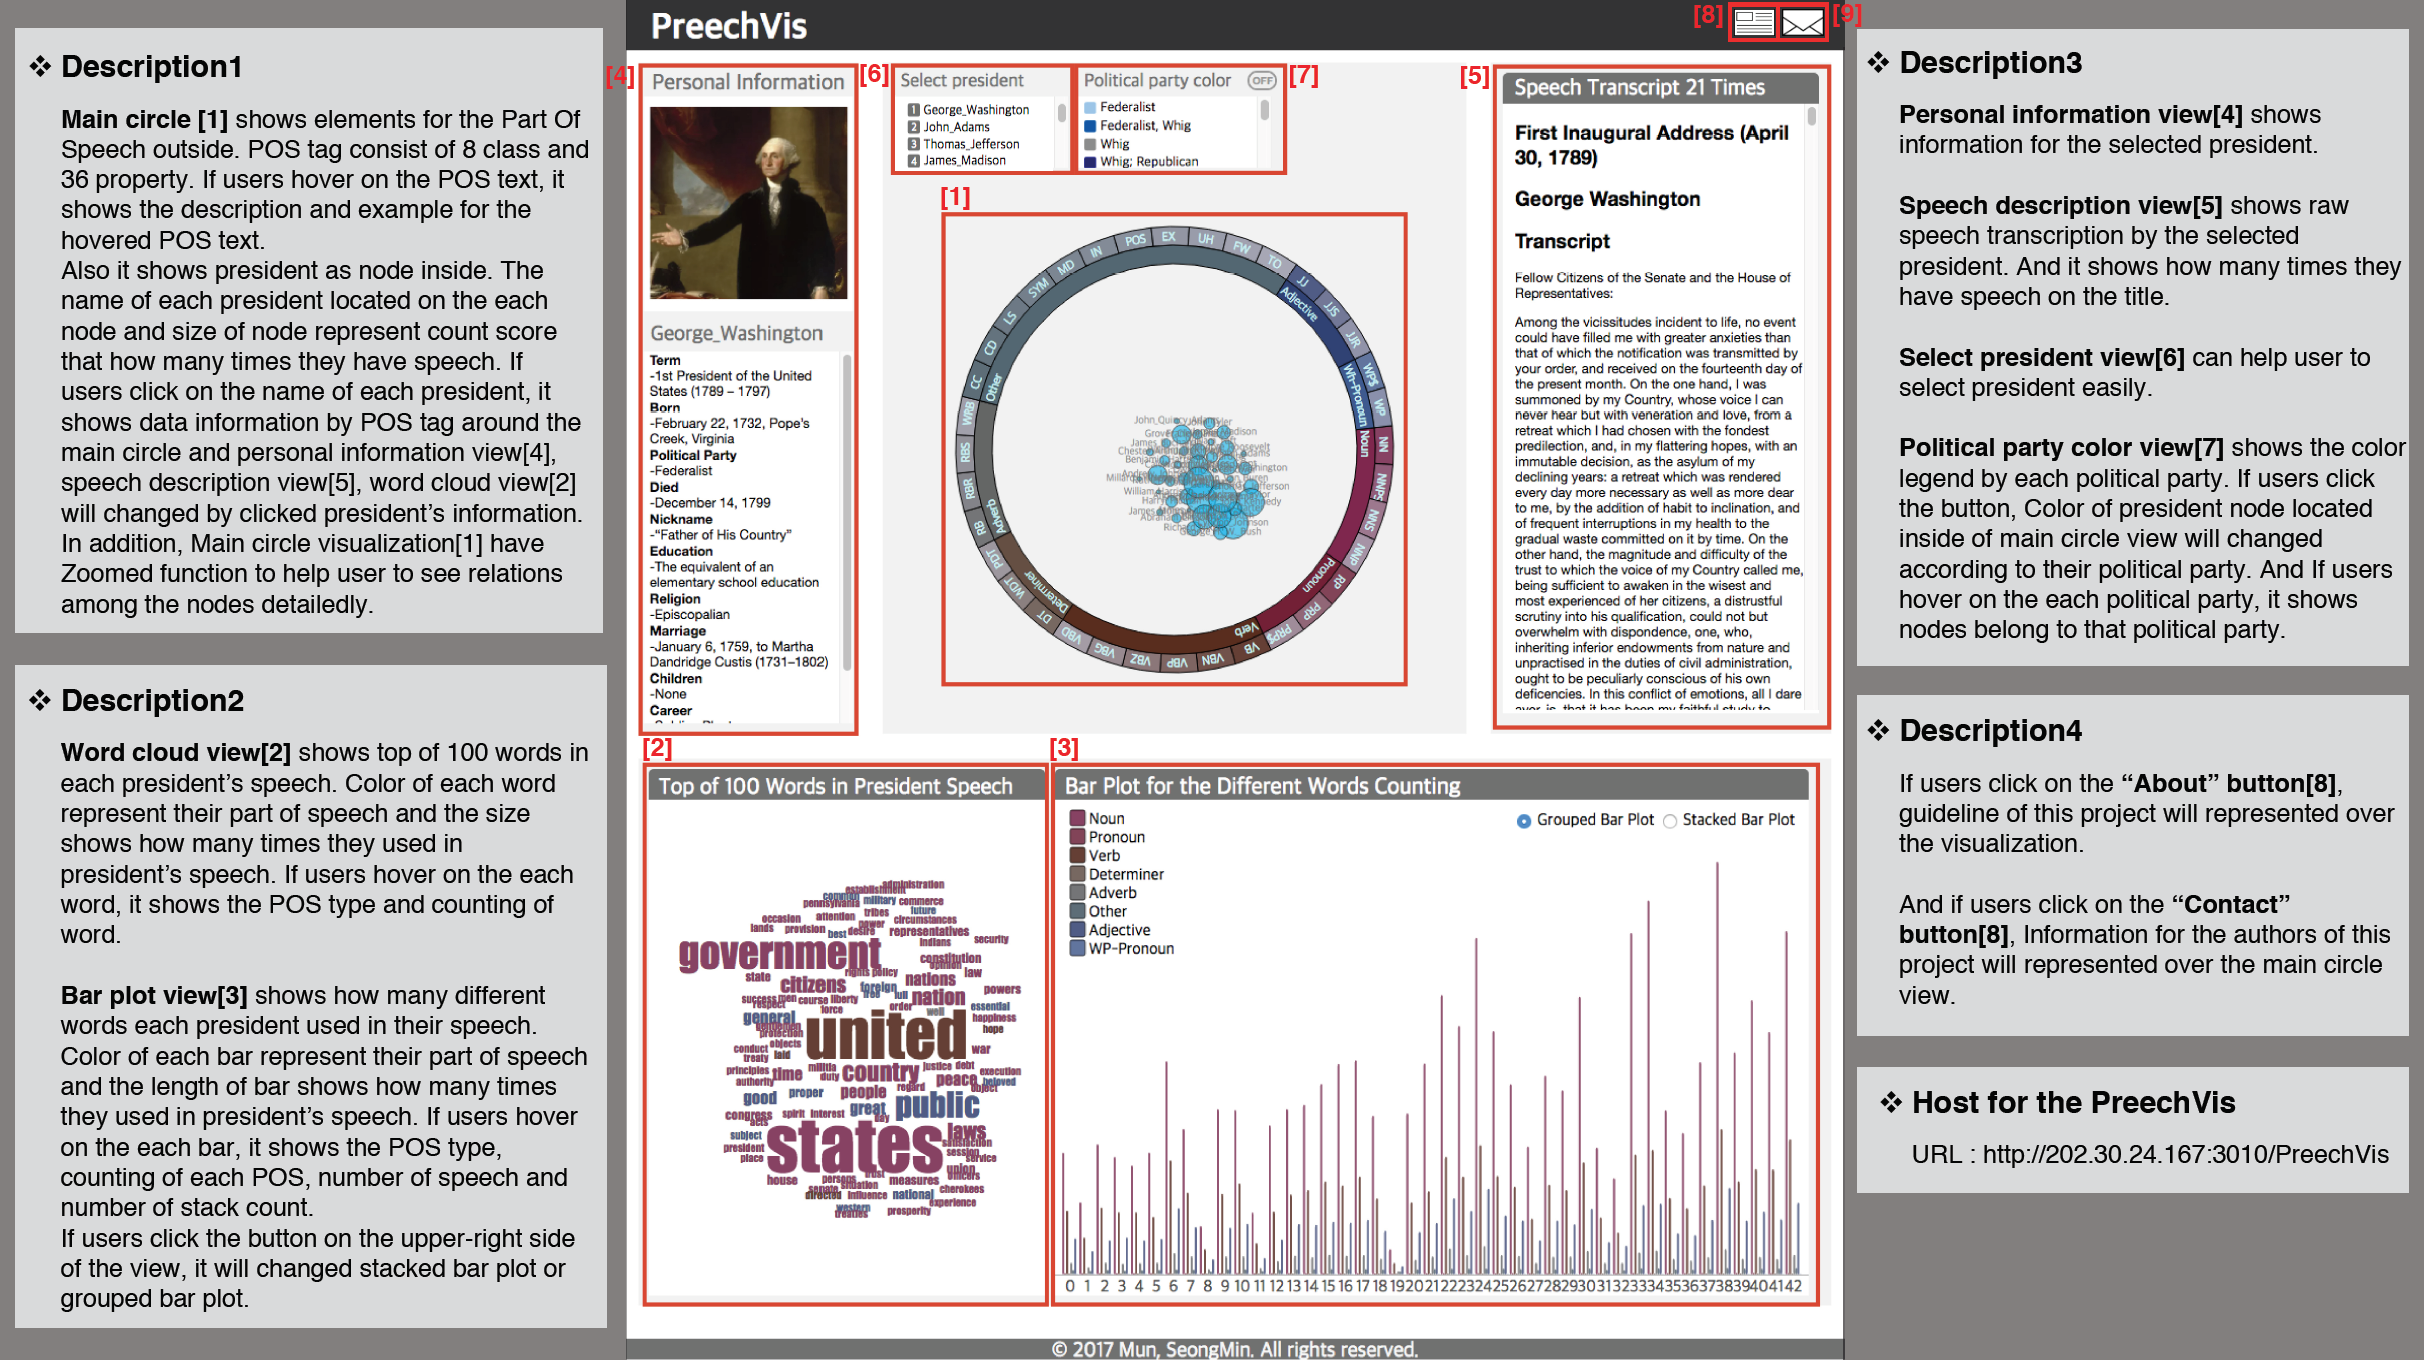 ❖ Description1
Main circle [1] shows elements for the Part Of
Speech outside. POS tag consist of 8 class and
36 property. If users hover on the POS text, it
shows the description and example for the
hovered POS text.
Also it shows president as node inside. The
name of each president located on the each
node and size of node represent count score
that how many times they have speech. If
users click on the name of each president, it
shows data information by POS tag around the
main circle and personal information view[4],
speech description view[5], word cloud view[2]
will changed by clicked president's information.
In addition, Main circle visualization[1] have
Zoomed function to help user to see relations
among the nodes detailedly.
❖ Description2
Word cloud view[2] shows top of 100 words in
each president's speech. Color of each word
represent their part of speech and the size
shows how many times they used in
president's speech. If users hover on the each
word, it shows the POS type and counting of
word.
Bar plot view[3] shows how many different
words each president used in their speech.
Color of each bar represent their part of speech
and the length of bar shows how many times
they used in president's speech. If users hover
on the each bar, it shows the POS type,
counting of each POS, number of speech and
number of stack count.
If users click the button on the upper-right side
of the view, it will changed stacked bar plot or
grouped bar plot.
PreechVis
[8] [9]
[4]
Personal Information
George_Washington
Term
-1st President of the United
States (1789 – 1797)
Born
-February 22, 1732, Pope's
Creek, Virginia
Political Party
-Federalist
Died
-December 14, 1799
Nickname
-"Father of His Country"
Education
-The equivalent of an
elementary school education
Religion
-Episcopalian
Marriage
-January 6, 1759, to Martha
Dandridge Custis (1731–1802)
Children
-None
Career
[6]
Select president
1 George_Washington
2 John_Adams
3 Thomas_Jefferson
4 James_Madison
[7]
Political party color OFF
Federalist
Federalist, Whig
Whig
Whig; Republican
[1]
POS EX UH FW TO JJ JJS JJR WP$ WP NN NNPS NNS NNP RP PRP PRP$ VB VBN VBP VBZ VBG VBD DT WDT PDT RB RBR RBS WRB CC CD LS SYM MD IN
Adjective
Wh-Pronoun
Noun
Pronoun
Verb
Determiner
Adverb
Other
[5]
Speech Transcript 21 Times
First Inaugural Address (April
30, 1789)
George Washington
Transcript
Fellow Citizens of the Senate and the House of
Representatives:
Among the vicissitudes incident to life, no event
could have filled me with greater anxieties than
that of which the notification was transmitted by
your order, and received on the fourteenth day of
the present month. On the one hand, I was
summoned by my Country, whose voice I can
never hear but with veneration and love, from a
retreat which I had chosen with the fondest
predilection, and, in my flattering hopes, with an
immutable decision, as the asylum of my
declining years: a retreat which was rendered
every day more necessary as well as more dear
to me, by the addition of habit to inclination, and
of frequent interruptions in my health to the
gradual waste committed on it by time. On the
other hand, the magnitude and difficulty of the
trust to which the voice of my Country called me,
being sufficient to awaken in the wisest and
most experienced of her citizens, a distrustful
scrutiny into his qualification, could not but
overwhelm with dispondence, one, who,
inheriting inferior endowments from nature and
unpractised in the duties of civil administration,
ought to be peculiarly conscious of his own
deficencies. In this conflict of emotions, all I dare
aver, is, that it has been my faithful study to
[2]
Top of 100 Words in President Speech
administration
establishment
common military commerce
pennsylvania
occasion attention tribes future
power circumstances
lands provision best desire representatives
indians security
government
constitution
opinion
state rights policy law
citizens foreign nations powers
free full
success men course liberty nation essential
respect force order well
general happiness
gentlemen hope
protection
united
objects
conduct war
treaty laid
principles time militia country justice debt execution
authority duty peace beloved
regard object
good proper people
great public
congress spirit interest
acts day
subject states laws
president satisfaction
place session
service
union
house persons trust measures officers
senate situation cherokees
directed influence national
experience
western
treaties prosperity
[3]
Bar Plot for the Different Words Counting
Noun
Pronoun
Verb
Determiner
Adverb
Other
Adjective
WP-Pronoun
Grouped Bar Plot Stacked Bar Plot
0 1 2 3 4 5 6 7 8 9 10 11 12 13 14 15 16 17 18 19 20 21 22 23 24 25 26 27 28 29 30 31 32 33 34 35 36 37 38 39 40 41 42
© 2017 Mun, SeongMin. All rights reserved.
❖ Description3
Personal information view[4] shows
information for the selected president.
Speech description view[5] shows raw
speech transcription by the selected
president. And it shows how many times they
have speech on the title.
Select president view[6] can help user to
select president easily.
Political party color view[7] shows the color
legend by each political party. If users click
the button, Color of president node located
inside of main circle view will changed
according to their political party. And If users
hover on the each political party, it shows
nodes belong to that political party.
❖ Description4
If users click on the “About” button[8],
guideline of this project will represented over
the visualization.
And if users click on the “Contact”
button[8], Information for the authors of this
project will represented over the main circle
view.
❖ Host for the PreechVis
URL : http://202.30.24.167:3010/PreechVis